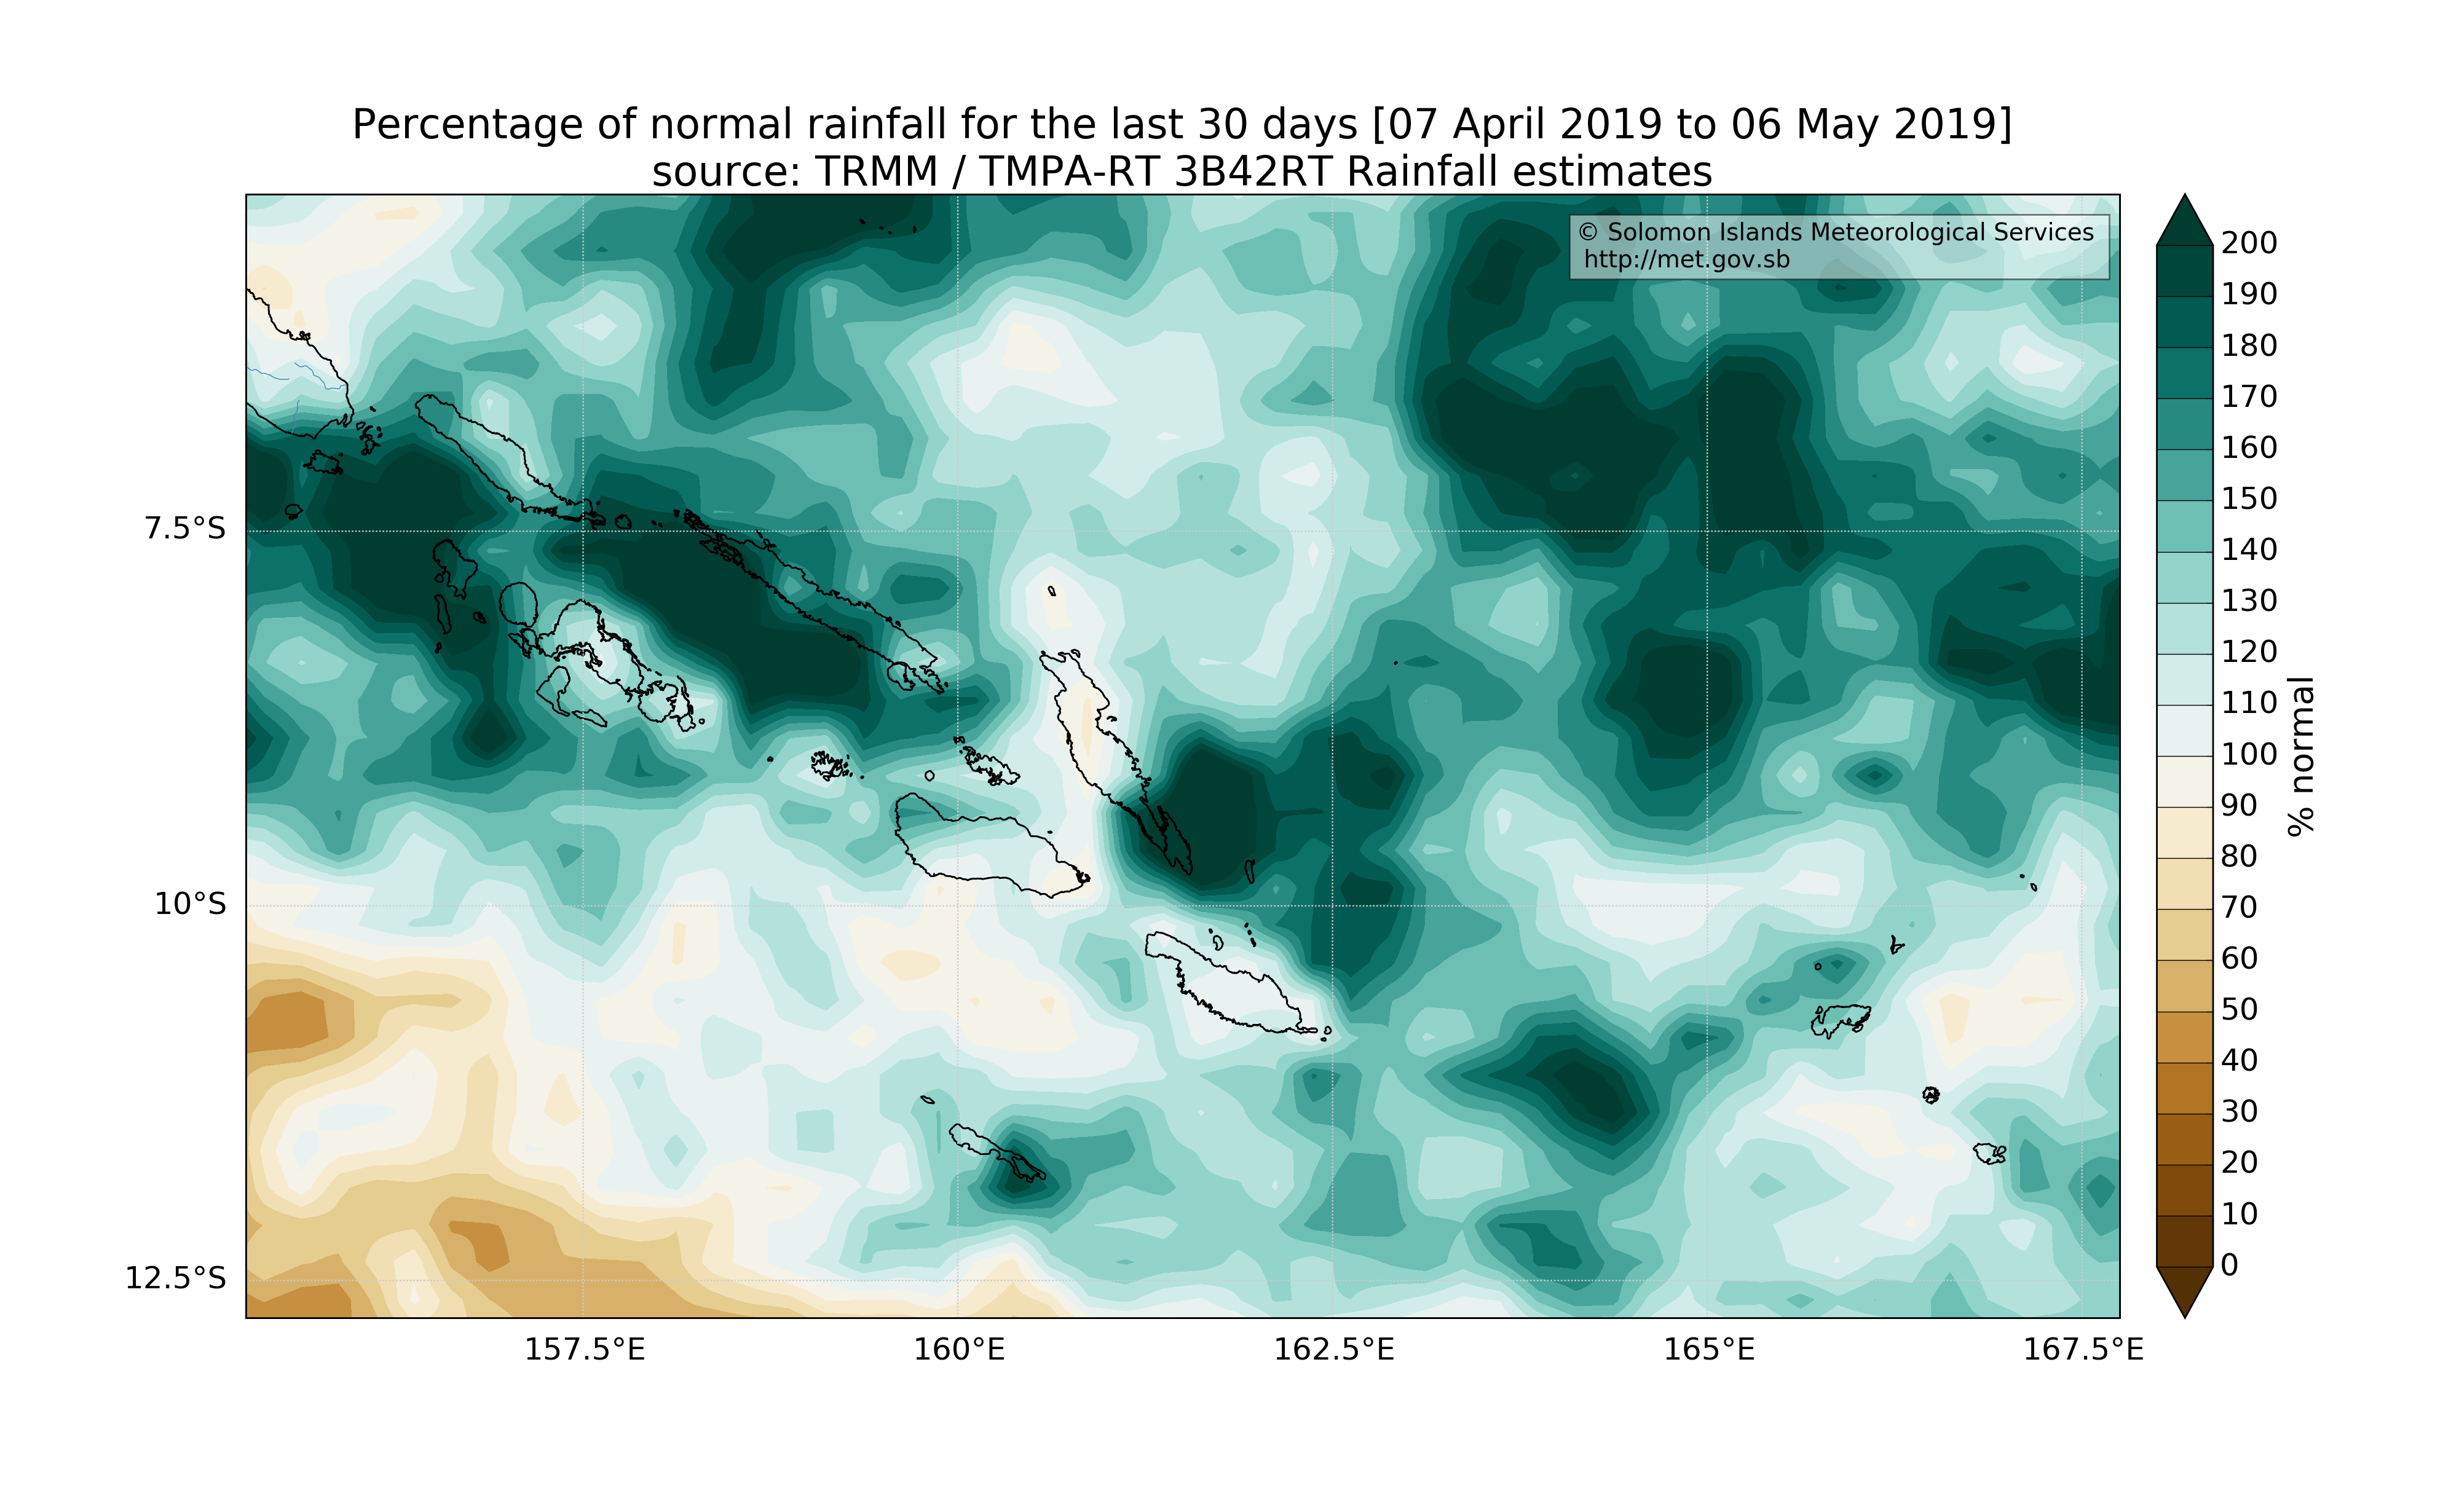 Percentage of normal rainfall for the last 30 days [07 April 2019 to 06 May 2019]
source: TRMM / TMPA-RT 3B42RT Rainfall estimates
© Solomon Islands Meteorological Services
http://met.gov.sb
7.5°S
10°S
12.5°S
157.5°E
160°E
162.5°E
165°E
167.5°E
200
190
180
170
160
150
140
130
120
110
100
90
80
70
60
50
40
30
20
10
0
% normal